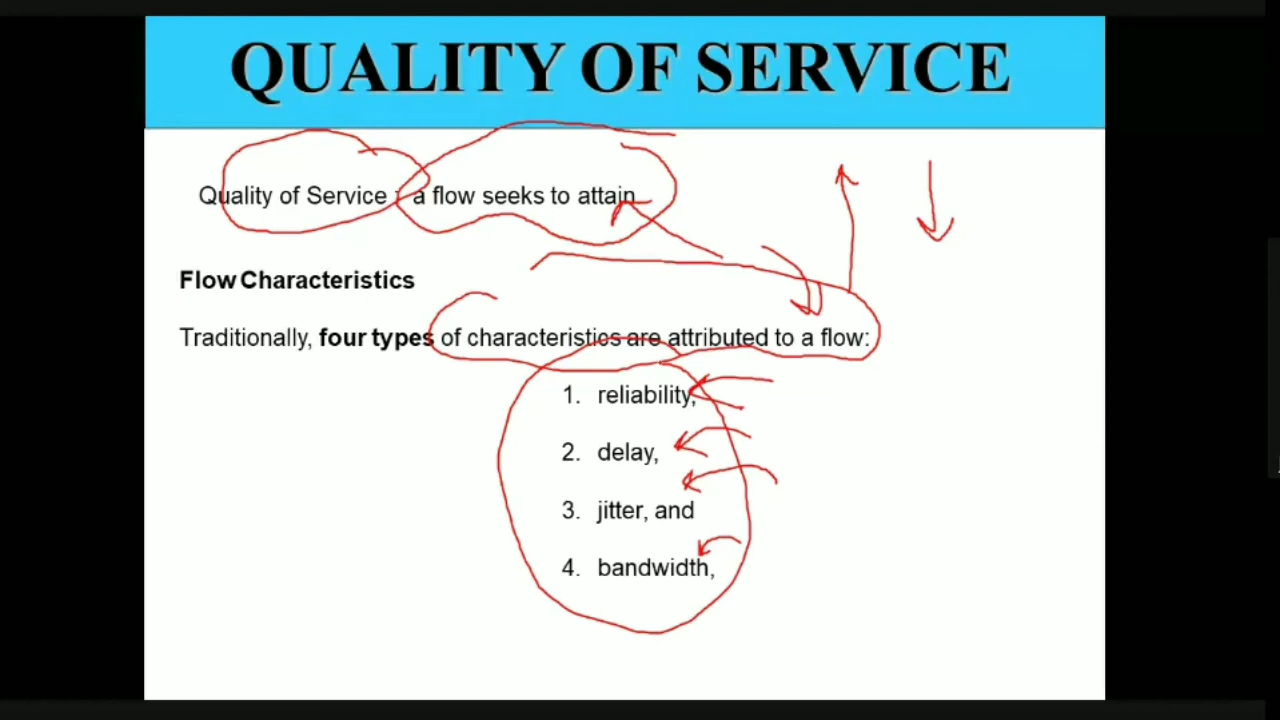 QUALITY OF SERVICE
Quality of Service : a flow seeks to attain
Flow Characteristics
Traditionally, four types of characteristics are attributed to a flow:
1. reliability,
2. delay,
3. jitter, and
4. bandwidth,